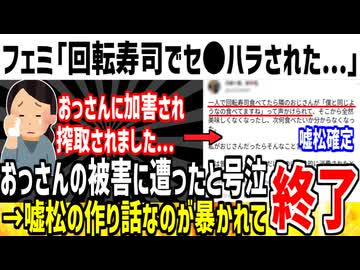 フェミ「回転寿司でセ●ハラされた...」
おっさんに加害され
搾取されました...
一人で回転寿司食べてたら隣のおじさんが「僕と同じよ
うなの食べてますね」って声かけられて、そこから全然
美味しくなくなったし、次何食べたいか分からなくなっ
嘘松確定
おっさんの被害に遭ったと号泣
→嘘松の作り話なのが暴かれて終了